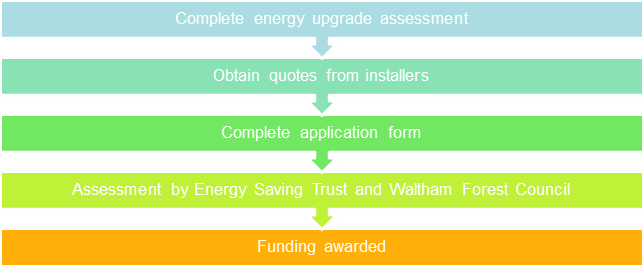 Complete energy upgrade assessment
Obtain quotes from installers
Complete application form
Assessment by Energy Saving Trust and Waltham Forest Council
Funding awarded